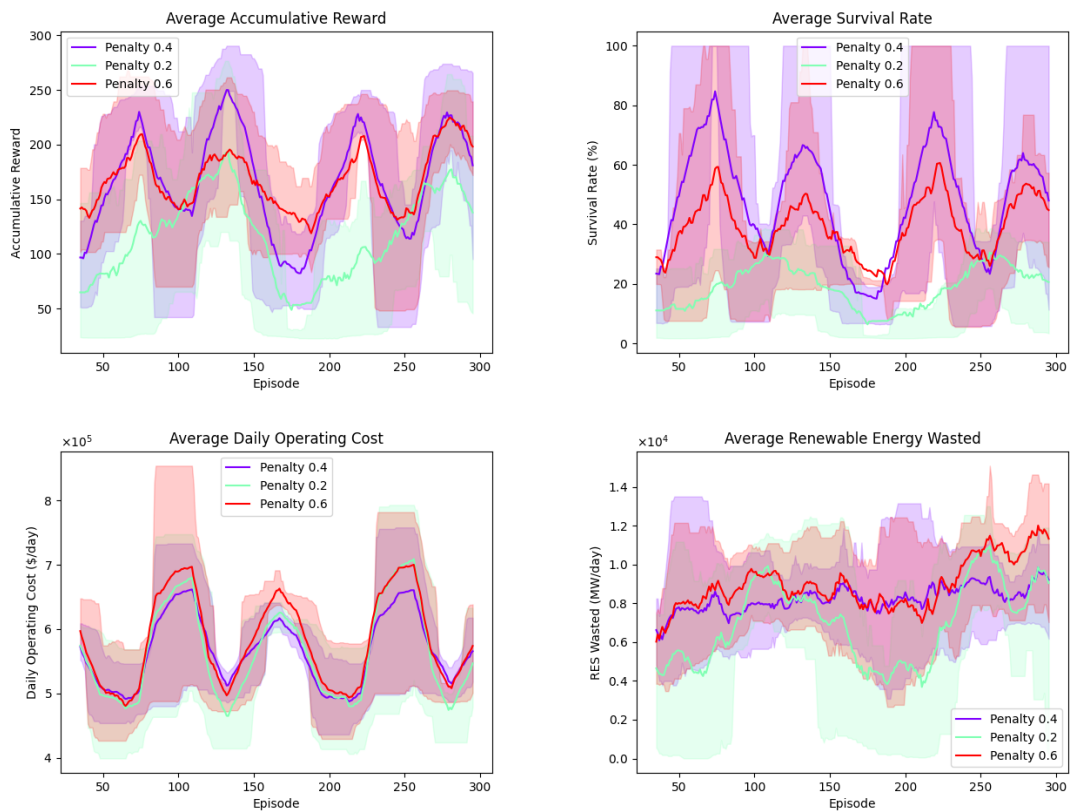 Average Accumulative Reward
Accumulative Reward
300
250
200
150
100
50
Penalty 0.4
Penalty 0.2
Penalty 0.6
50 100 150 200 250 300
Episode
Average Survival Rate
Survival Rate (%)
100
80
60
40
20
0
Penalty 0.4
Penalty 0.2
Penalty 0.6
50 100 150 200 250 300
Episode
Average Daily Operating Cost
×10⁵
Daily Operating Cost ($/day)
8
7
6
5
4
Penalty 0.4
Penalty 0.2
Penalty 0.6
50 100 150 200 250 300
Episode
Average Renewable Energy Wasted
×10⁴
RES Wasted (MW/day)
1.4
1.2
1.0
0.8
0.6
0.4
0.2
0.0
Penalty 0.4
Penalty 0.2
Penalty 0.6
50 100 150 200 250 300
Episode